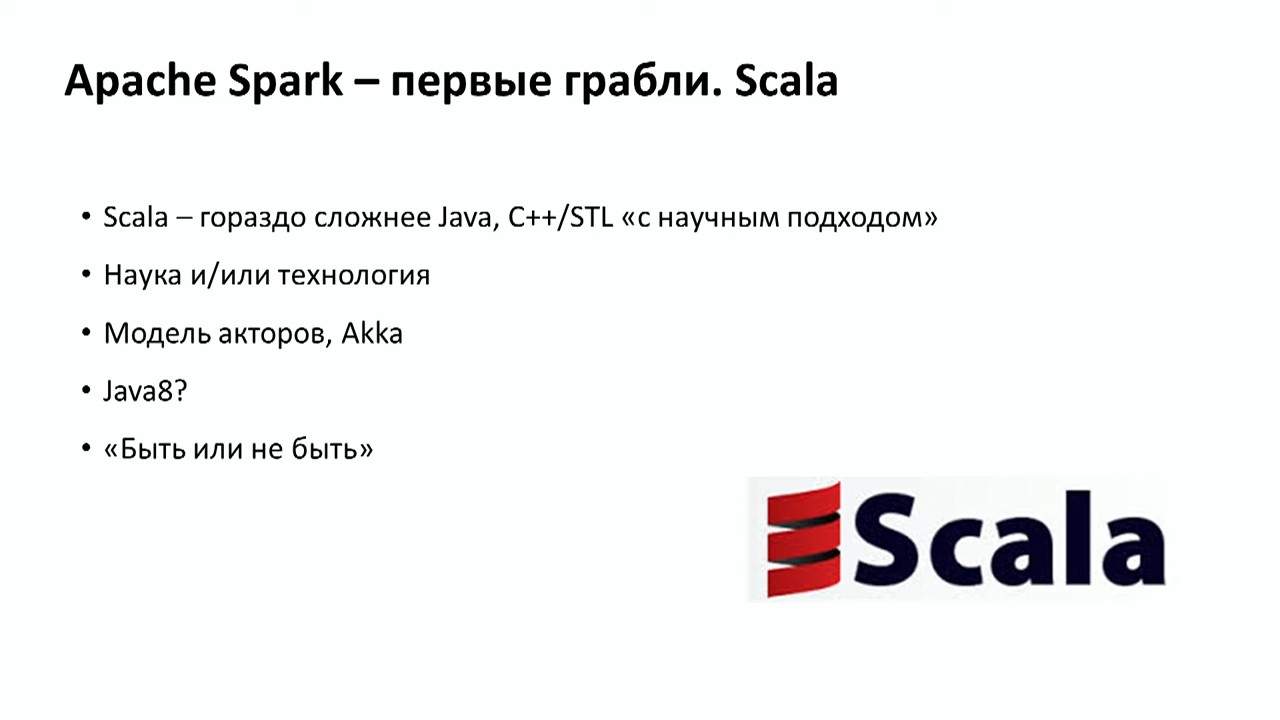 Apache Spark – первые грабли. Scala
• Scala – гораздо сложнее Java, C++/STL «с научным подходом»
• Наука и/или технология
• Модель акторов, Akka
• Java8?
• «Быть или не быть»
Scala